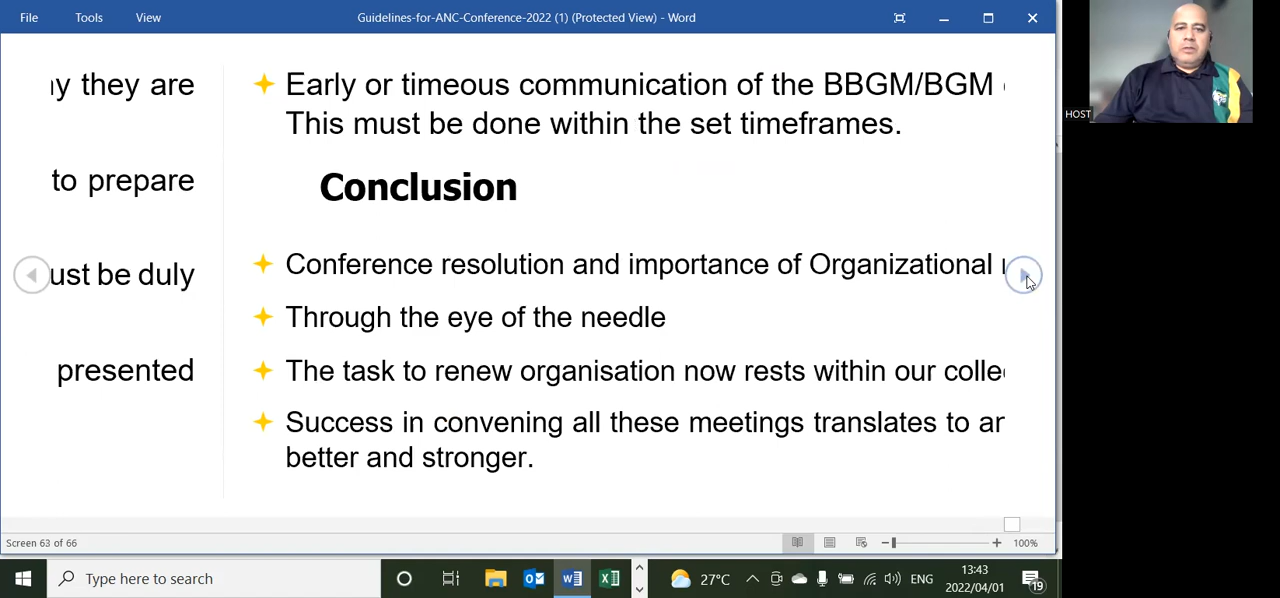 File Tools View Guidelines-for-ANC-Conference-2022 (1) (Protected View) - Word
HOST
they are
to prepare
be duly
presented
Early or timeous communication of the BBGM/BGM
This must be done within the set timeframes.
Conclusion
Conference resolution and importance of Organizational
Through the eye of the needle
The task to renew organisation now rests within our colle
Success in convening all these meetings translates to
better and stronger.
Screen 63 of 66 100%
Type here to search 27°C ENG 13:43 19
2022/04/01